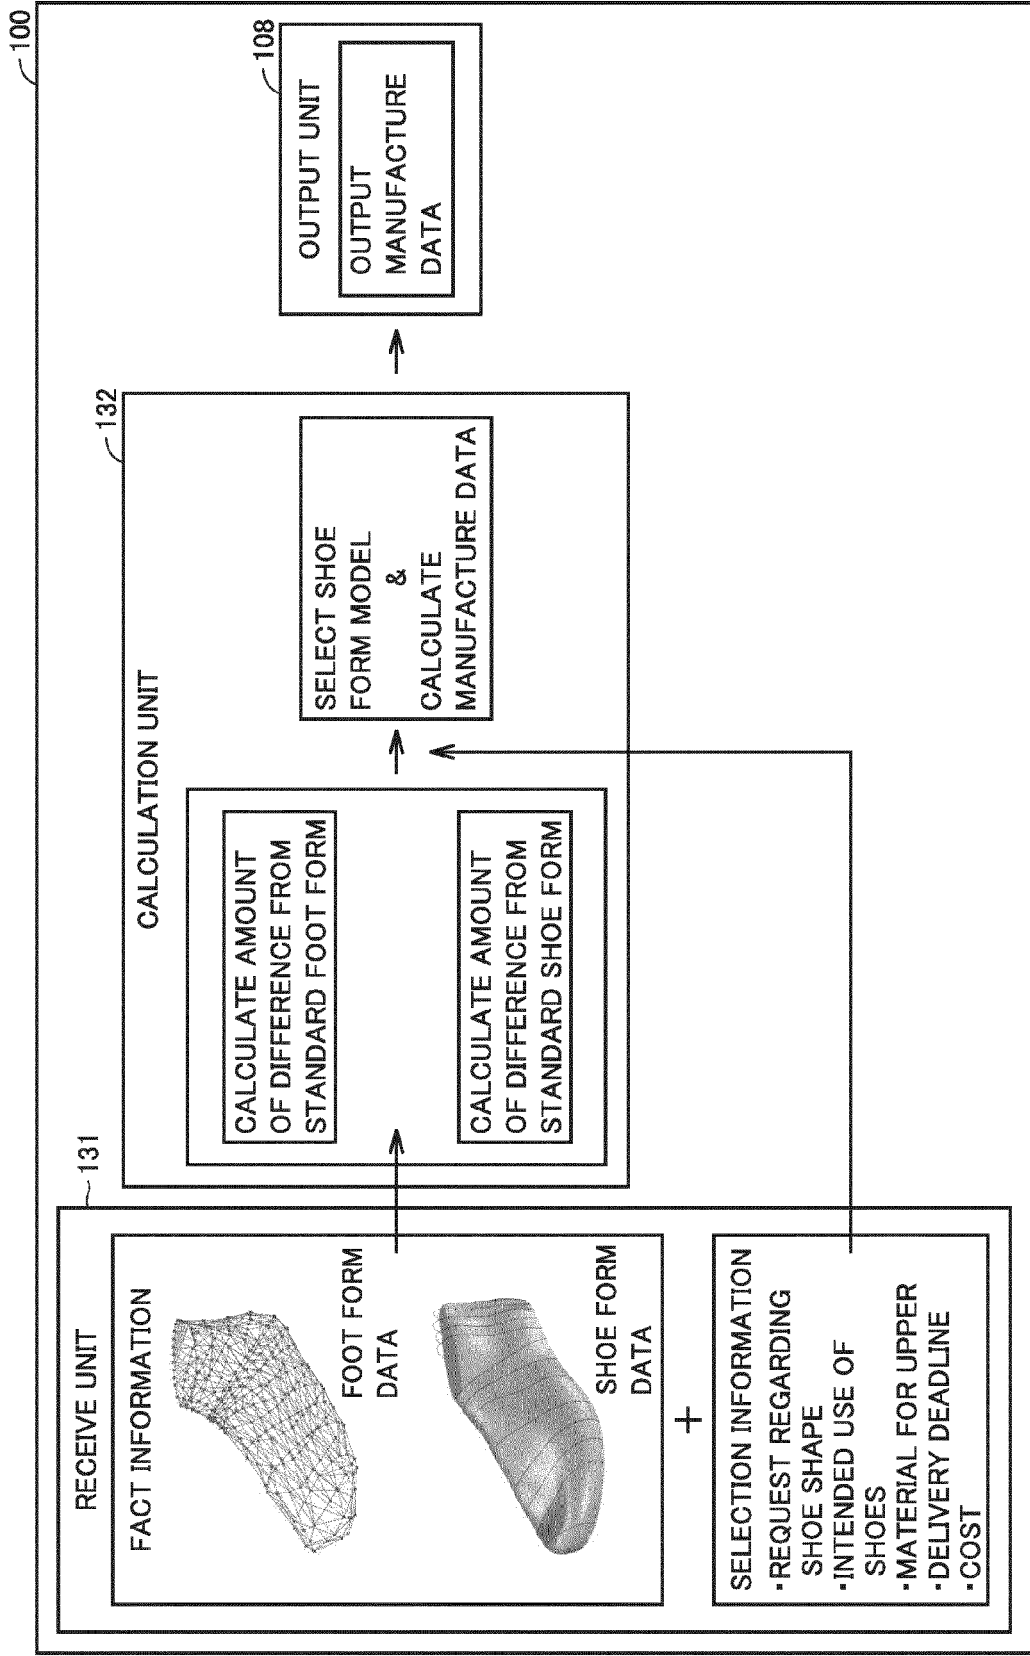 100
RECEIVE UNIT
131
FACT INFORMATION
FOOT FORM
DATA
SHOE FORM
DATA
+
SELECTION INFORMATION
・REQUEST REGARDING
SHOE SHAPE
・INTENDED USE OF
SHOES
・MATERIAL FOR UPPER
・DELIVERY DEADLINE
・COST
CALCULATION UNIT
132
CALCULATE AMOUNT
OF DIFFERENCE FROM
STANDARD FOOT FORM
CALCULATE AMOUNT
OF DIFFERENCE FROM
STANDARD SHOE FORM
SELECT SHOE
FORM MODEL
&
CALCULATE
MANUFACTURE DATA
108
OUTPUT UNIT
OUTPUT
MANUFACTURE
DATA